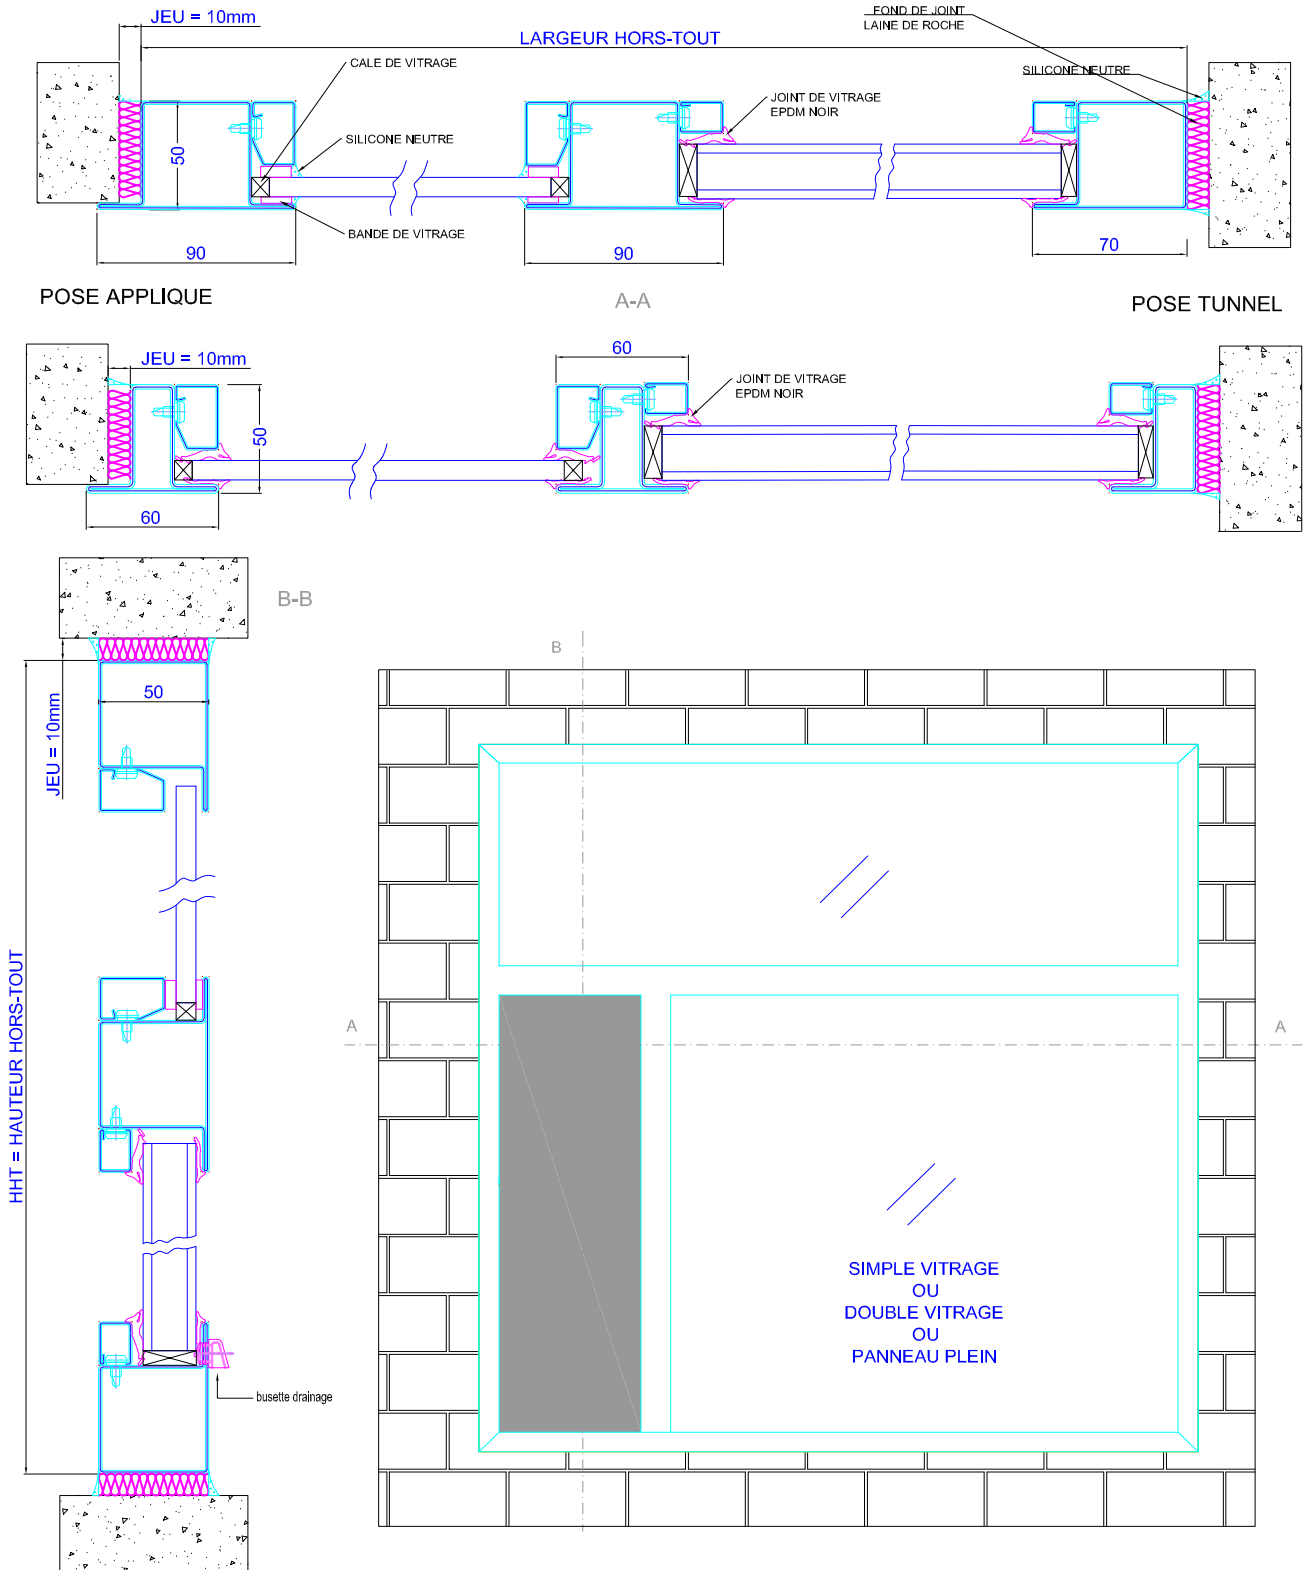 JEU = 10mm
FOND DE JOINT
LAINE DE ROCHE
LARGEUR HORS-TOUT
CALE DE VITRAGE
SILICONE NEUTRE
JOINT DE VITRAGE
EPDM NOIR
SILICONE NEUTRE
50
BANDE DE VITRAGE
90
90
70
POSE APPLIQUE
A-A
POSE TUNNEL
JEU = 10mm
60
JOINT DE VITRAGE
EPDM NOIR
50
60
B-B
B
50
JEU = 10mm
HHT = HAUTEUR HORS-TOUT
A
A
SIMPLE VITRAGE
OU
DOUBLE VITRAGE
OU
PANNEAU PLEIN
busette drainage